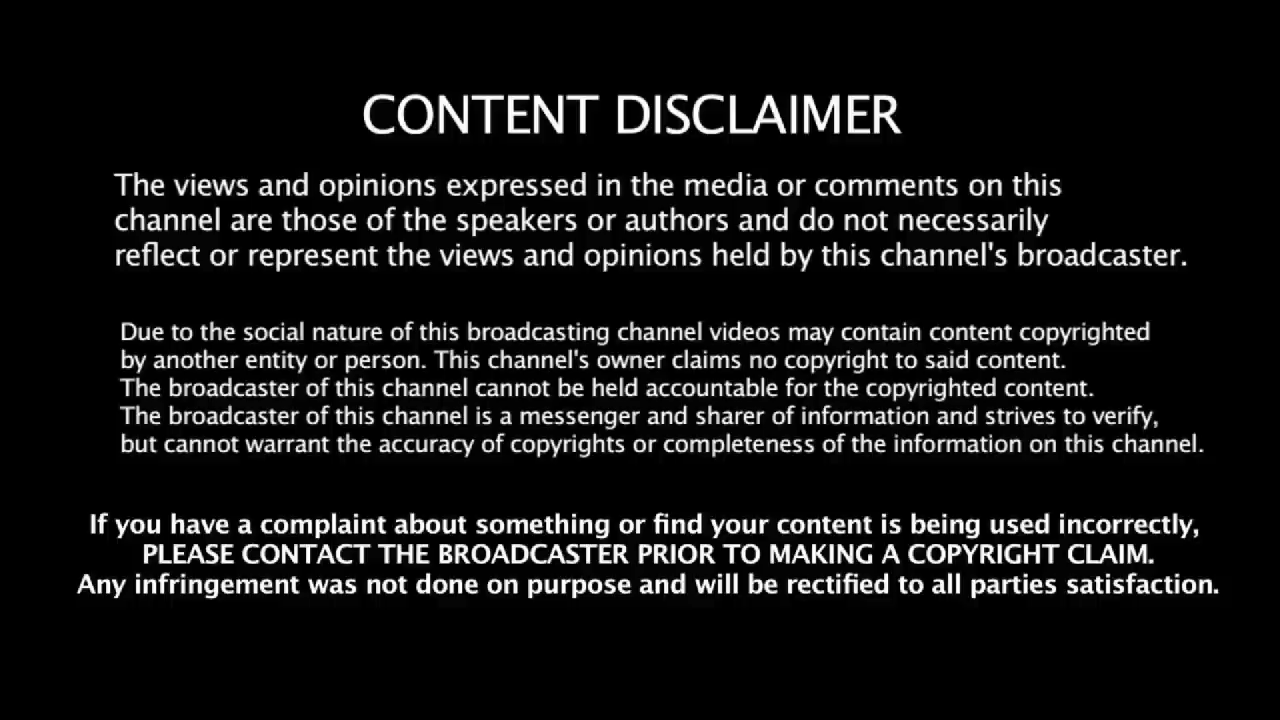 CONTENT DISCLAIMER
The views and opinions expressed in the media or comments on this
channel are those of the speakers or authors and do not necessarily
reflect or represent the views and opinions held by this channel's broadcaster.
Due to the social nature of this broadcasting channel videos may contain content copyrighted
by another entity or person. This channel's owner claims no copyright to said content.
The broadcaster of this channel cannot be held accountable for the copyrighted content.
The broadcaster of this channel is a messenger and sharer of information and strives to verify,
but cannot warrant the accuracy of copyrights or completeness of the information on this channel.
If you have a complaint about something or find your content is being used incorrectly,
PLEASE CONTACT THE BROADCASTER PRIOR TO MAKING A COPYRIGHT CLAIM.
Any infringement was not done on purpose and will be rectified to all parties satisfaction.